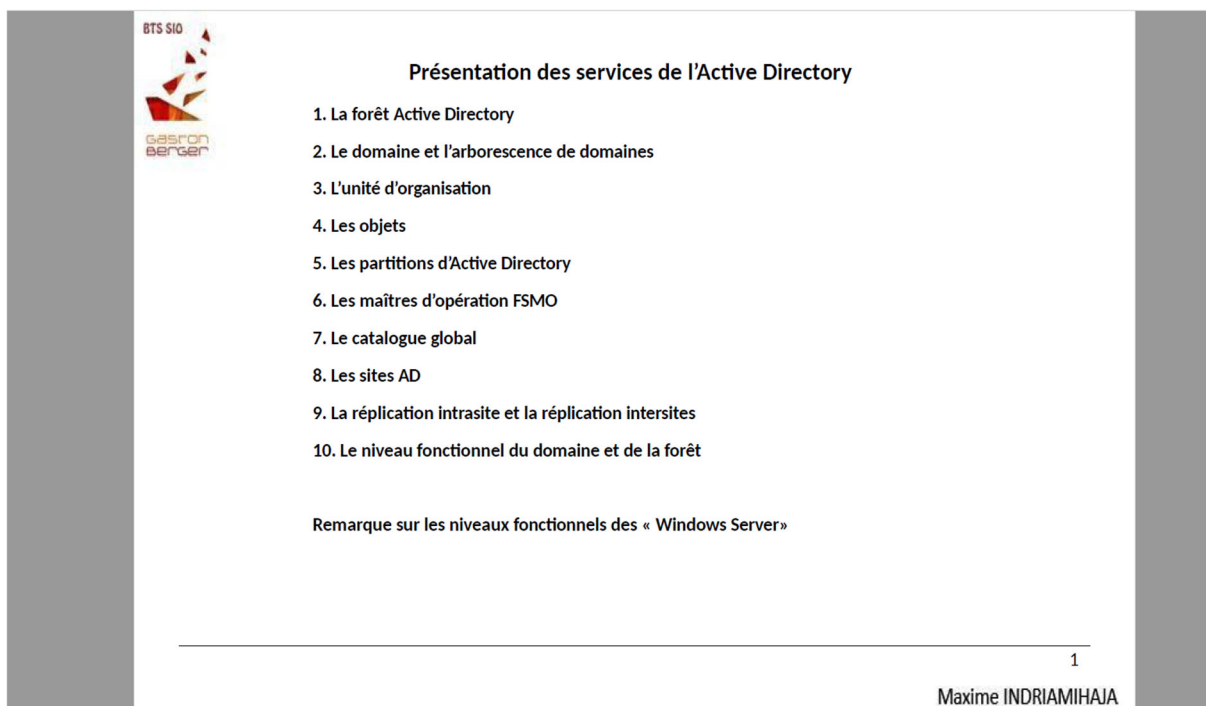 BTS SIO
GASTON
BERGER
Présentation des services de l’Active Directory
1. La forêt Active Directory
2. Le domaine et l’arborescence de domaines
3. L’unité d’organisation
4. Les objets
5. Les partitions d’Active Directory
6. Les maîtres d’opération FSMO
7. Le catalogue global
8. Les sites AD
9. La réplication intrasite et la réplication intersites
10. Le niveau fonctionnel du domaine et de la forêt
Remarque sur les niveaux fonctionnels des « Windows Server»
1
Maxime INDRIAMIHAJA